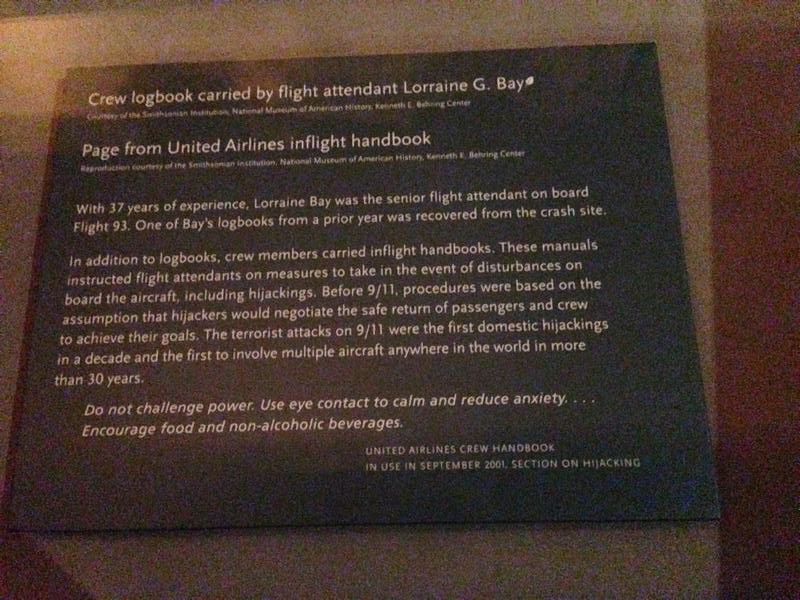 Crew logbook carried by flight attendant Lorraine G. Bay
Courtesy of the Smithsonian Institution, National Museum of American History, Kenneth E. Behring Center
Page from United Airlines inflight handbook
Reproduction courtesy of the Smithsonian Institution, National Museum of American History, Kenneth E. Behring Center
With 37 years of experience, Lorraine Bay was the senior flight attendant on board
Flight 93. One of Bay's logbooks from a prior year was recovered from the crash site.
In addition to logbooks, crew members carried inflight handbooks. These manuals
instructed flight attendants on measures to take in the event of disturbances on
board the aircraft, including hijackings. Before 9/11, procedures were based on the
assumption that hijackers would negotiate the safe return of passengers and crew
to achieve their goals. The terrorist attacks on 9/11 were the first domestic hijackings
in a decade and the first to involve multiple aircraft anywhere in the world in more
than 30 years.
Do not challenge power. Use eye contact to calm and reduce anxiety. . . .
Encourage food and non-alcoholic beverages.
UNITED AIRLINES CREW HANDBOOK
IN USE IN SEPTEMBER 2001, SECTION ON HIJACKING